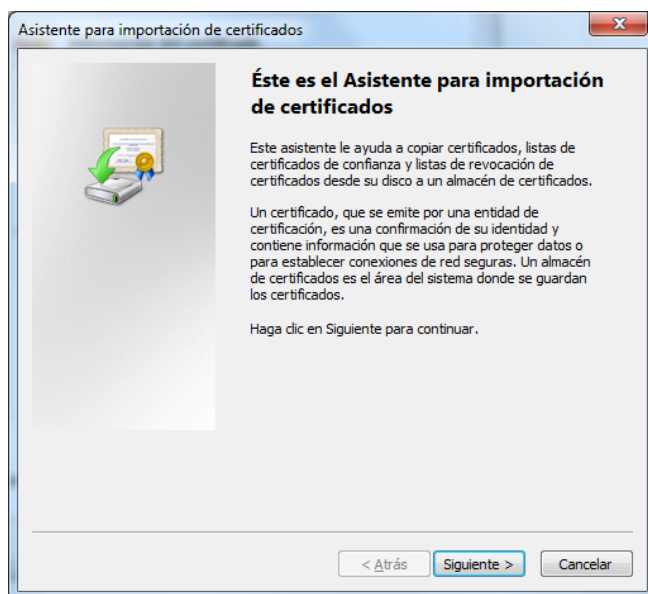 Asistente para importación de certificados
Éste es el Asistente para importación
de certificados
Este asistente le ayuda a copiar certificados, listas de
certificados de confianza y listas de revocación de
certificados desde su disco a un almacén de certificados.
Un certificado, que se emite por una entidad de
certificación, es una confirmación de su identidad y
contiene información que se usa para proteger datos o
para establecer conexiones de red seguras. Un almacén
de certificados es el área del sistema donde se guardan
los certificados.
Haga clic en Siguiente para continuar.
< Atrás Siguiente > Cancelar